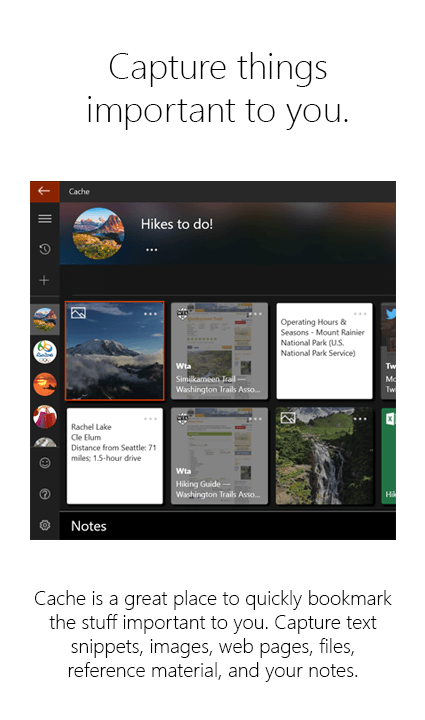 Capture things
important to you.
Cache
Hikes to do!
Wta
Similkameen Trail —
Washington Trails Asso...
Operating Hours &
Seasons - Mount Rainier
National Park (U.S.
National Park Service)
Tw
Mo
Tra
Rachel Lake
Cle Elum
Distance from Seattle: 71
miles; 1.5-hour drive
Wta
Hiking Guide —
Washington Trails Asso...
Hik
Notes
Cache is a great place to quickly bookmark
the stuff important to you. Capture text
snippets, images, web pages, files,
reference material, and your notes.